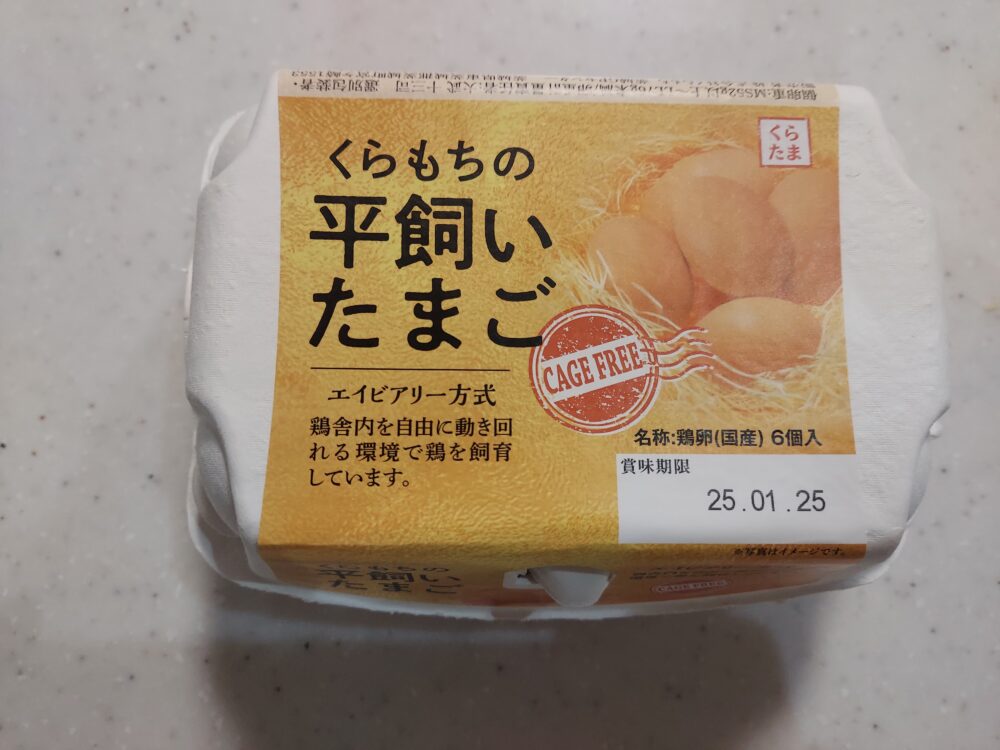 くらもちの
平飼い
たまご
エイビアリー方式
鶏舎内を自由に動き回
れる環境で鶏を飼育
しています。
くら
たま
CAGE FREE
名称:鶏卵(国産) 6個入
賞味期限
25.01.25
※写真はイメージです。
くらもちの
平飼い
たまご
CAGE FREE